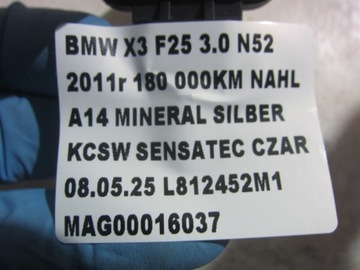 BMW X3 F25 3.0 N52
2011r 180 000KM NAHL
A14 MINERAL SILBER
KCSW SENSATEC CZAR
08.05.25 L812452M1
MAG00016037